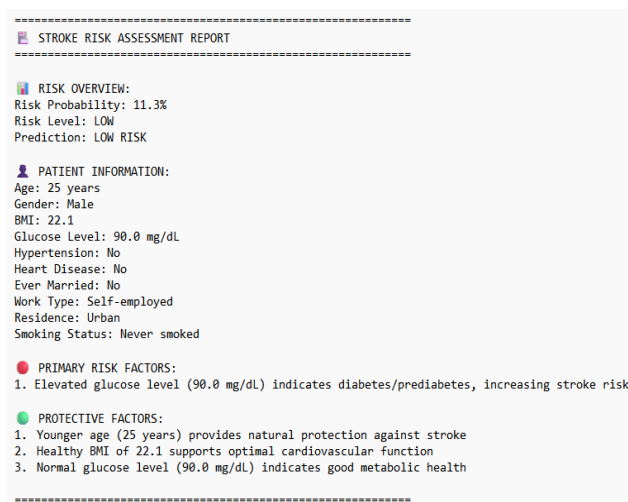 ============================================================
STROKE RISK ASSESSMENT REPORT
============================================================
RISK OVERVIEW:
Risk Probability: 11.3%
Risk Level: LOW
Prediction: LOW RISK
PATIENT INFORMATION:
Age: 25 years
Gender: Male
BMI: 22.1
Glucose Level: 90.0 mg/dL
Hypertension: No
Heart Disease: No
Ever Married: No
Work Type: Self-employed
Residence: Urban
Smoking Status: Never smoked
PRIMARY RISK FACTORS:
1. Elevated glucose level (90.0 mg/dL) indicates diabetes/prediabetes, increasing stroke risk
PROTECTIVE FACTORS:
1. Younger age (25 years) provides natural protection against stroke
2. Healthy BMI of 22.1 supports optimal cardiovascular function
3. Normal glucose level (90.0 mg/dL) indicates good metabolic health
============================================================